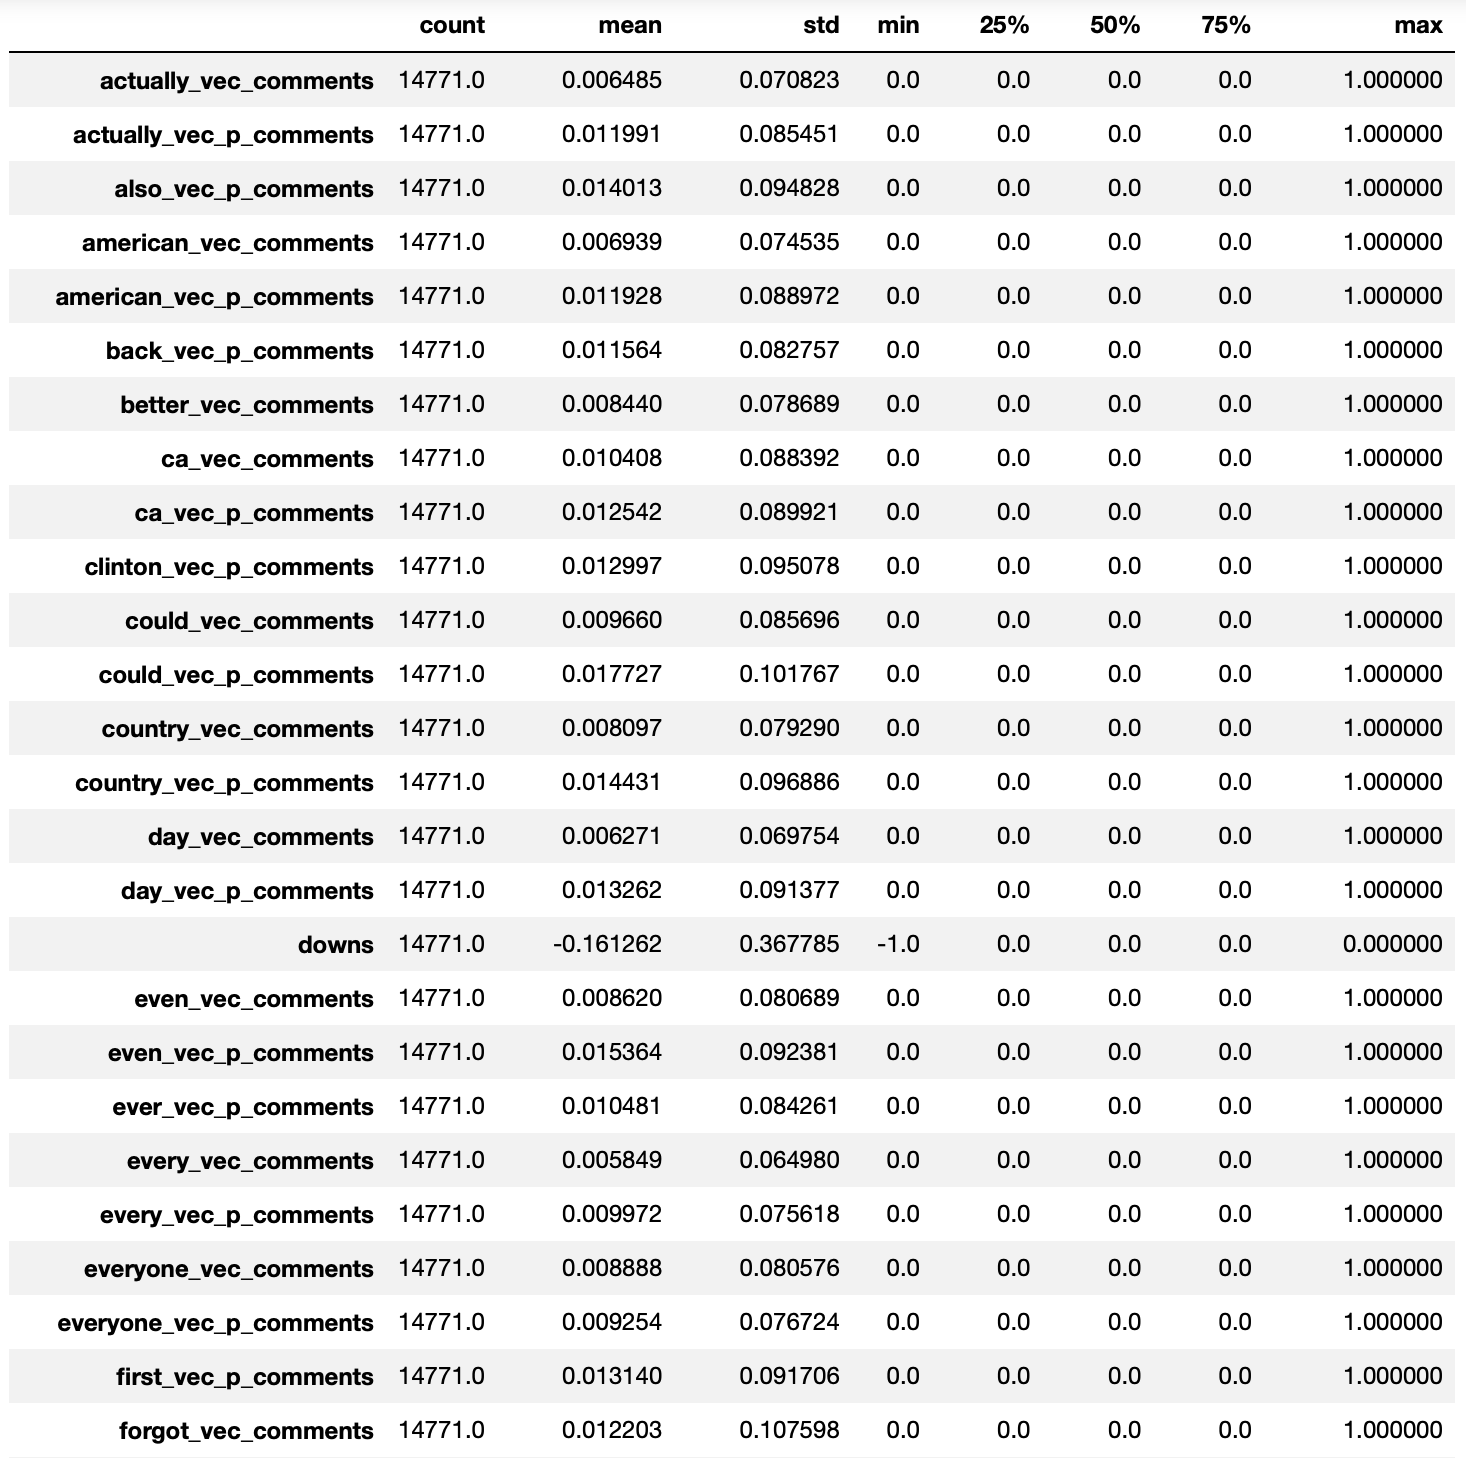 count mean std min 25% 50% 75% max
actually_vec_comments 14771.0 0.006485 0.070823 0.0 0.0 0.0 0.0 1.000000
actually_vec_p_comments 14771.0 0.011991 0.085451 0.0 0.0 0.0 0.0 1.000000
also_vec_p_comments 14771.0 0.014013 0.094828 0.0 0.0 0.0 0.0 1.000000
american_vec_comments 14771.0 0.006939 0.074535 0.0 0.0 0.0 0.0 1.000000
american_vec_p_comments 14771.0 0.011928 0.088972 0.0 0.0 0.0 0.0 1.000000
back_vec_p_comments 14771.0 0.011564 0.082757 0.0 0.0 0.0 0.0 1.000000
better_vec_comments 14771.0 0.008440 0.078689 0.0 0.0 0.0 0.0 1.000000
ca_vec_comments 14771.0 0.010408 0.088392 0.0 0.0 0.0 0.0 1.000000
ca_vec_p_comments 14771.0 0.012542 0.089921 0.0 0.0 0.0 0.0 1.000000
clinton_vec_p_comments 14771.0 0.012997 0.095078 0.0 0.0 0.0 0.0 1.000000
could_vec_comments 14771.0 0.009660 0.085696 0.0 0.0 0.0 0.0 1.000000
could_vec_p_comments 14771.0 0.017727 0.101767 0.0 0.0 0.0 0.0 1.000000
country_vec_comments 14771.0 0.008097 0.079290 0.0 0.0 0.0 0.0 1.000000
country_vec_p_comments 14771.0 0.014431 0.096886 0.0 0.0 0.0 0.0 1.000000
day_vec_comments 14771.0 0.006271 0.069754 0.0 0.0 0.0 0.0 1.000000
day_vec_p_comments 14771.0 0.013262 0.091377 0.0 0.0 0.0 0.0 1.000000
downs 14771.0 -0.161262 0.367785 -1.0 0.0 0.0 0.0 0.000000
even_vec_comments 14771.0 0.008620 0.080689 0.0 0.0 0.0 0.0 1.000000
even_vec_p_comments 14771.0 0.015364 0.092381 0.0 0.0 0.0 0.0 1.000000
ever_vec_p_comments 14771.0 0.010481 0.084261 0.0 0.0 0.0 0.0 1.000000
every_vec_comments 14771.0 0.005849 0.064980 0.0 0.0 0.0 0.0 1.000000
every_vec_p_comments 14771.0 0.009972 0.075618 0.0 0.0 0.0 0.0 1.000000
everyone_vec_comments 14771.0 0.008888 0.080576 0.0 0.0 0.0 0.0 1.000000
everyone_vec_p_comments 14771.0 0.009254 0.076724 0.0 0.0 0.0 0.0 1.000000
first_vec_p_comments 14771.0 0.013140 0.091706 0.0 0.0 0.0 0.0 1.000000
forgot_vec_comments 14771.0 0.012203 0.107598 0.0 0.0 0.0 0.0 1.000000